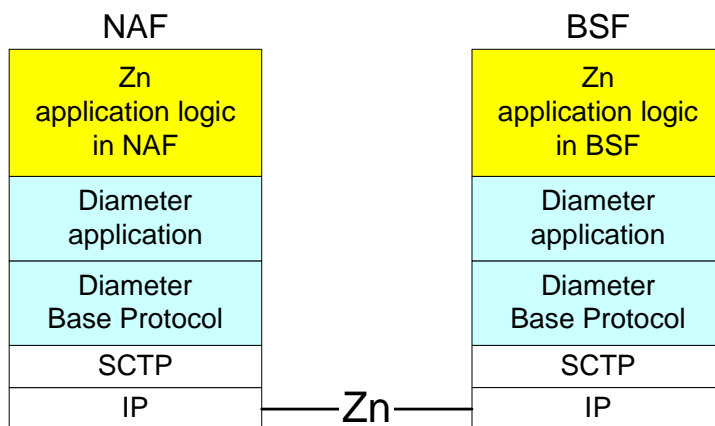 NAF
Zn
application logic
in NAF
Diameter
application
Diameter
Base Protocol
SCTP
IP
Zn
BSF
Zn
application logic
in BSF
Diameter
application
Diameter
Base Protocol
SCTP
IP